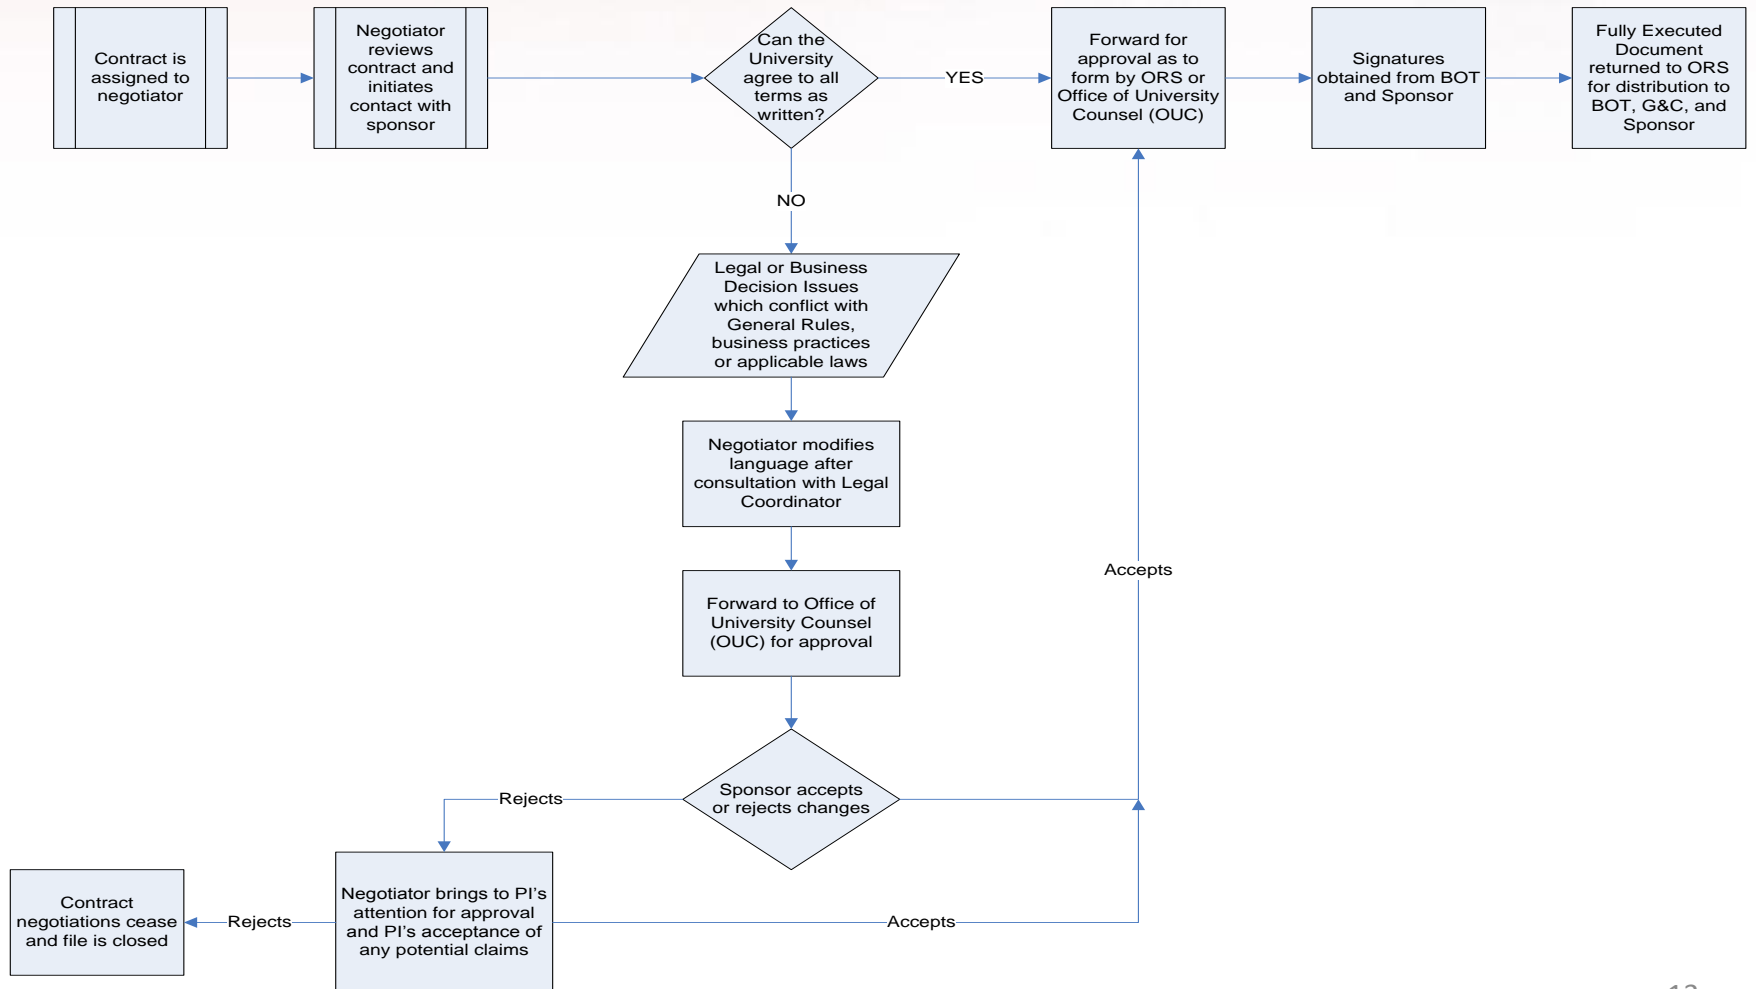 Contract is
assigned to
negotiator
Negotiator
reviews
contract and
initiates
contact with
sponsor
Can the
University
agree to all
terms as
written?
YES
Forward for
approval as to
form by ORS or
Office of University
Counsel (OUC)
Signatures
obtained from BOT
and Sponsor
Fully Executed
Document
returned to ORS
for distribution to
BOT, G&C, and
Sponsor
NO
Legal or Business
Decision Issues
which conflict with
General Rules,
business practices
or applicable laws
Negotiator modifies
language after
consultation with Legal
Coordinator
Forward to Office of
University Counsel
(OUC) for approval
Accepts
Sponsor accepts
or rejects changes
Rejects
Negotiator brings to PI's
attention for approval
and PI's acceptance of
any potential claims
Accepts
Rejects
Contract
negotiations cease
and file is closed